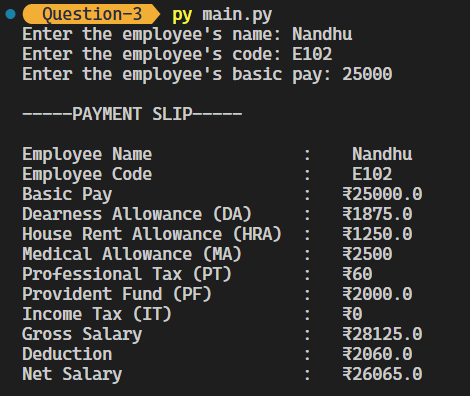 Question-3 py main.py
Enter the employee's name: Nandhu
Enter the employee's code: E102
Enter the employee's basic pay: 25000
-----PAYMENT SLIP-----
Employee Name : Nandhu
Employee Code : E102
Basic Pay : ₹25000.0
Dearness Allowance (DA) : ₹1875.0
House Rent Allowance (HRA) : ₹1250.0
Medical Allowance (MA) : ₹2500
Professional Tax (PT) : ₹60
Provident Fund (PF) : ₹2000.0
Income Tax (IT) : ₹0
Gross Salary : ₹28125.0
Deduction : ₹2060.0
Net Salary : ₹26065.0